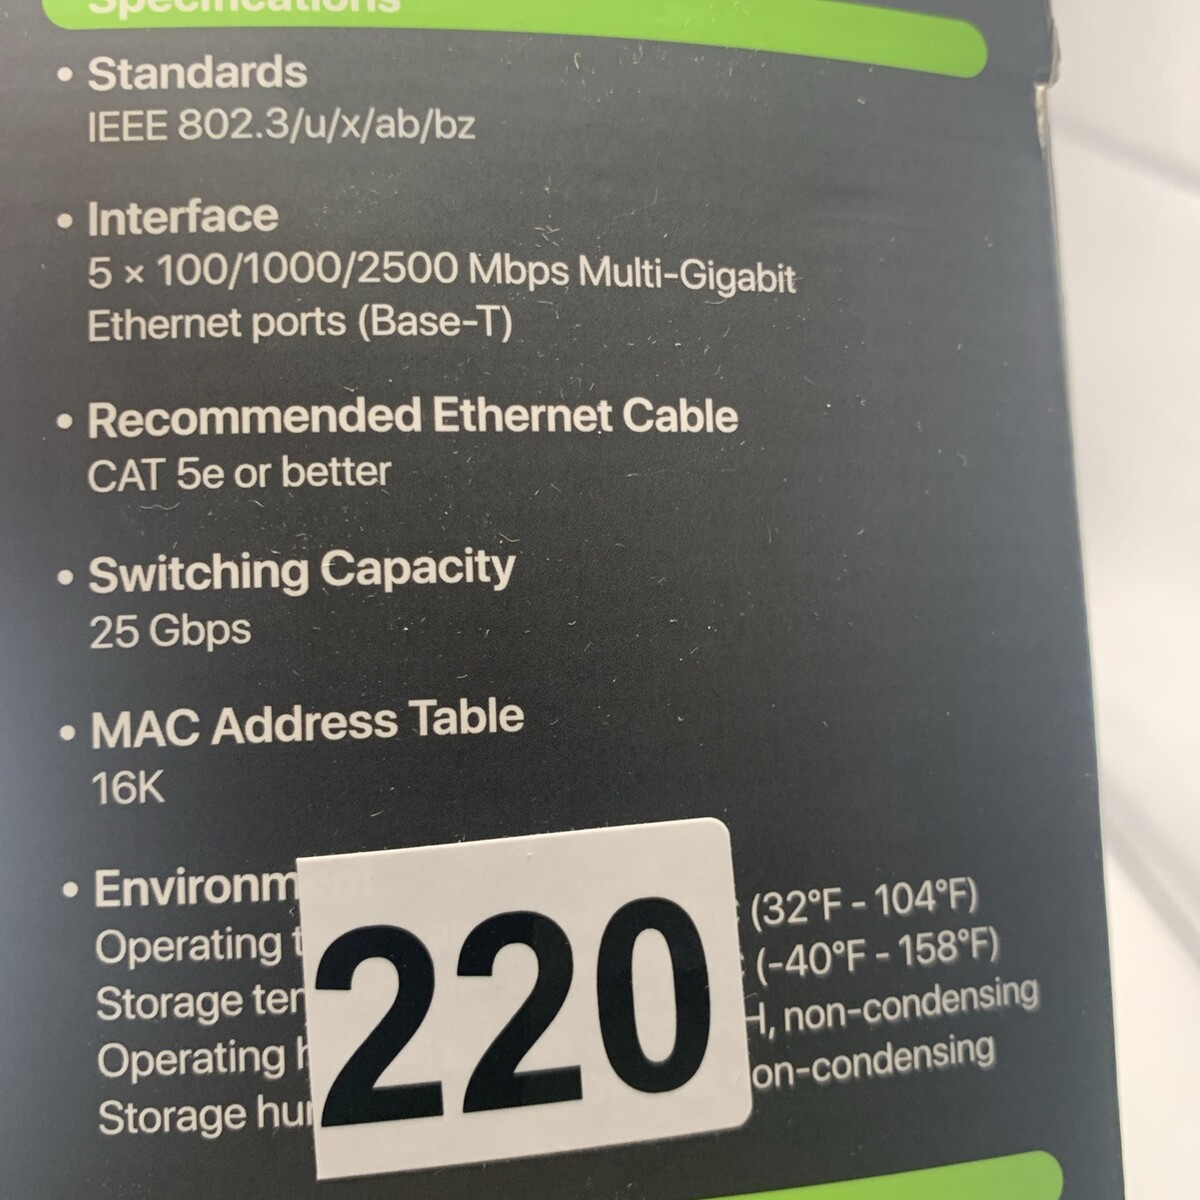 Specifications
• Standards
IEEE 802.3/u/x/ab/bz
• Interface
5 × 100/1000/2500 Mbps Multi-Gigabit
Ethernet ports (Base-T)
• Recommended Ethernet Cable
CAT 5e or better
• Switching Capacity
25 Gbps
• MAC Address Table
16K
• Environm
Operating t (32°F - 104°F)
Storage ter (-40°F - 158°F)
Operating h H, non-condensing
Storage hu on-condensing
220